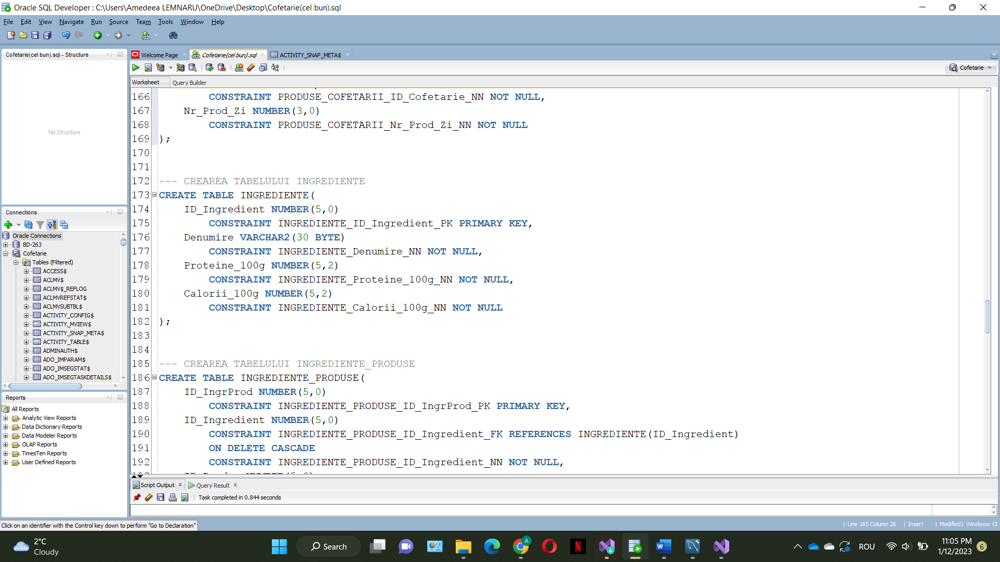 Oracle SQL Developer : C:\Users\Amedeea LEMNARU\OneDrive\Desktop\Cofetarie(cel bun).sql
File Edit View Navigate Run Source Team Tools Window Help
Cofetarie(cel bun).sql - Structure
No Structure
Connections
Oracle Connections
BD-263
Cofetarie
Tables (Filtered)
ACCESS$
ACLMV$
ACLMV$_REFLOG
ACLMVREFSTAT$
ACLMVSUBTBL$
ACTIVITY_CONFIG$
ACTIVITY_MVIEW$
ACTIVITY_SNAP_META$
ACTIVITY_TABLE$
ADMINAUTH$
ADO_IMPARAM$
ADO_IMSEGSTAT$
ADO_IMSEGTASKDETAILS$
Reports
All Reports
Analytic View Reports
Data Dictionary Reports
Data Modeler Reports
OLAP Reports
TimesTen Reports
User Defined Reports
Welcome Page Cofetarie(cel bun).sql ACTIVITY_SNAP_META$
Cofetarie
Worksheet Query Builder
166 CONSTRAINT PRODUSE_COFETARII_ID_Cofetarie_NN NOT NULL,
167 Nr_Prod_Zi NUMBER(3,0)
168 CONSTRAINT PRODUSE_COFETARII_Nr_Prod_Zi_NN NOT NULL
169 );
170
171
172 --- CREAREA TABELULUI INGREDIENTE
173 CREATE TABLE INGREDIENTE(
174 ID_Ingredient NUMBER(5,0)
175 CONSTRAINT INGREDIENTE_ID_Ingredient_PK PRIMARY KEY,
176 Denumire VARCHAR2(30 BYTE)
177 CONSTRAINT INGREDIENTE_Denumire_NN NOT NULL,
178 Proteine_100g NUMBER(5,2)
179 CONSTRAINT INGREDIENTE_Proteine_100g_NN NOT NULL,
180 Calorii_100g NUMBER(5,2)
181 CONSTRAINT INGREDIENTE_Calorii_100g_NN NOT NULL
182 );
183
184
185 --- CREAREA TABELULUI INGREDIENTE_PRODUSE
186 CREATE TABLE INGREDIENTE_PRODUSE(
187 ID_IngrProd NUMBER(5,0)
188 CONSTRAINT INGREDIENTE_PRODUSE_ID_IngrProd_PK PRIMARY KEY,
189 ID_Ingredient NUMBER(5,0)
190 CONSTRAINT INGREDIENTE_PRODUSE_ID_Ingredient_FK REFERENCES INGREDIENTE(ID_Ingredient)
191 ON DELETE CASCADE
192 CONSTRAINT INGREDIENTE_PRODUSE_ID_Ingredient_NN NOT NULL,
Script Output x Query Result x
Task completed in 0.844 seconds
Click on an identifier with the Control key down to perform "Go to Declaration"
| Line 165 Column 26 | Insert | Modified | Windows:
2°C
Cloudy
Search
ROU
11:05 PM
1/12/2023
6